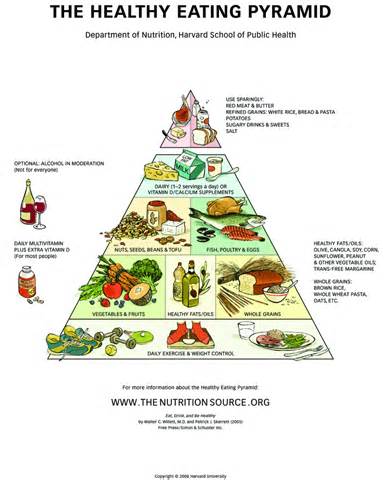 THE HEALTHY EATING PYRAMID
Department of Nutrition, Harvard School of Public Health
USE SPARINGLY:
RED MEAT & BUTTER
REFINED GRAINS: WHITE RICE, BREAD & PASTA
POTATOES
SUGARY DRINKS & SWEETS
SALT
OPTIONAL: ALCOHOL IN MODERATION
(Not for everyone)
DAIRY (1–2 servings a day) OR
VITAMIN D/CALCIUM SUPPLEMENTS
DAILY MULTIVITAMIN
PLUS EXTRA VITAMIN D
(For most people)
NUTS, SEEDS, BEANS & TOFU
FISH, POULTRY & EGGS
HEALTHY FATS/OILS:
OLIVE, CANOLA, SOY, CORN,
SUNFLOWER, PEANUT
& OTHER VEGETABLE OILS;
TRANS-FREE MARGARINE
WHOLE GRAINS:
BROWN RICE,
WHOLE WHEAT PASTA,
OATS, ETC.
VEGETABLES & FRUITS
HEALTHY FATS/OILS
WHOLE GRAINS
DAILY EXERCISE & WEIGHT CONTROL
For more information about the Healthy Eating Pyramid:
WWW.THE NUTRITION SOURCE.ORG
Eat, Drink, and Be Healthy
by Walter C. Willett, M.D. and Patrick J. Skerrett (2005)
Free Press/Simon & Schuster Inc.
Copyright © 2008 Harvard University